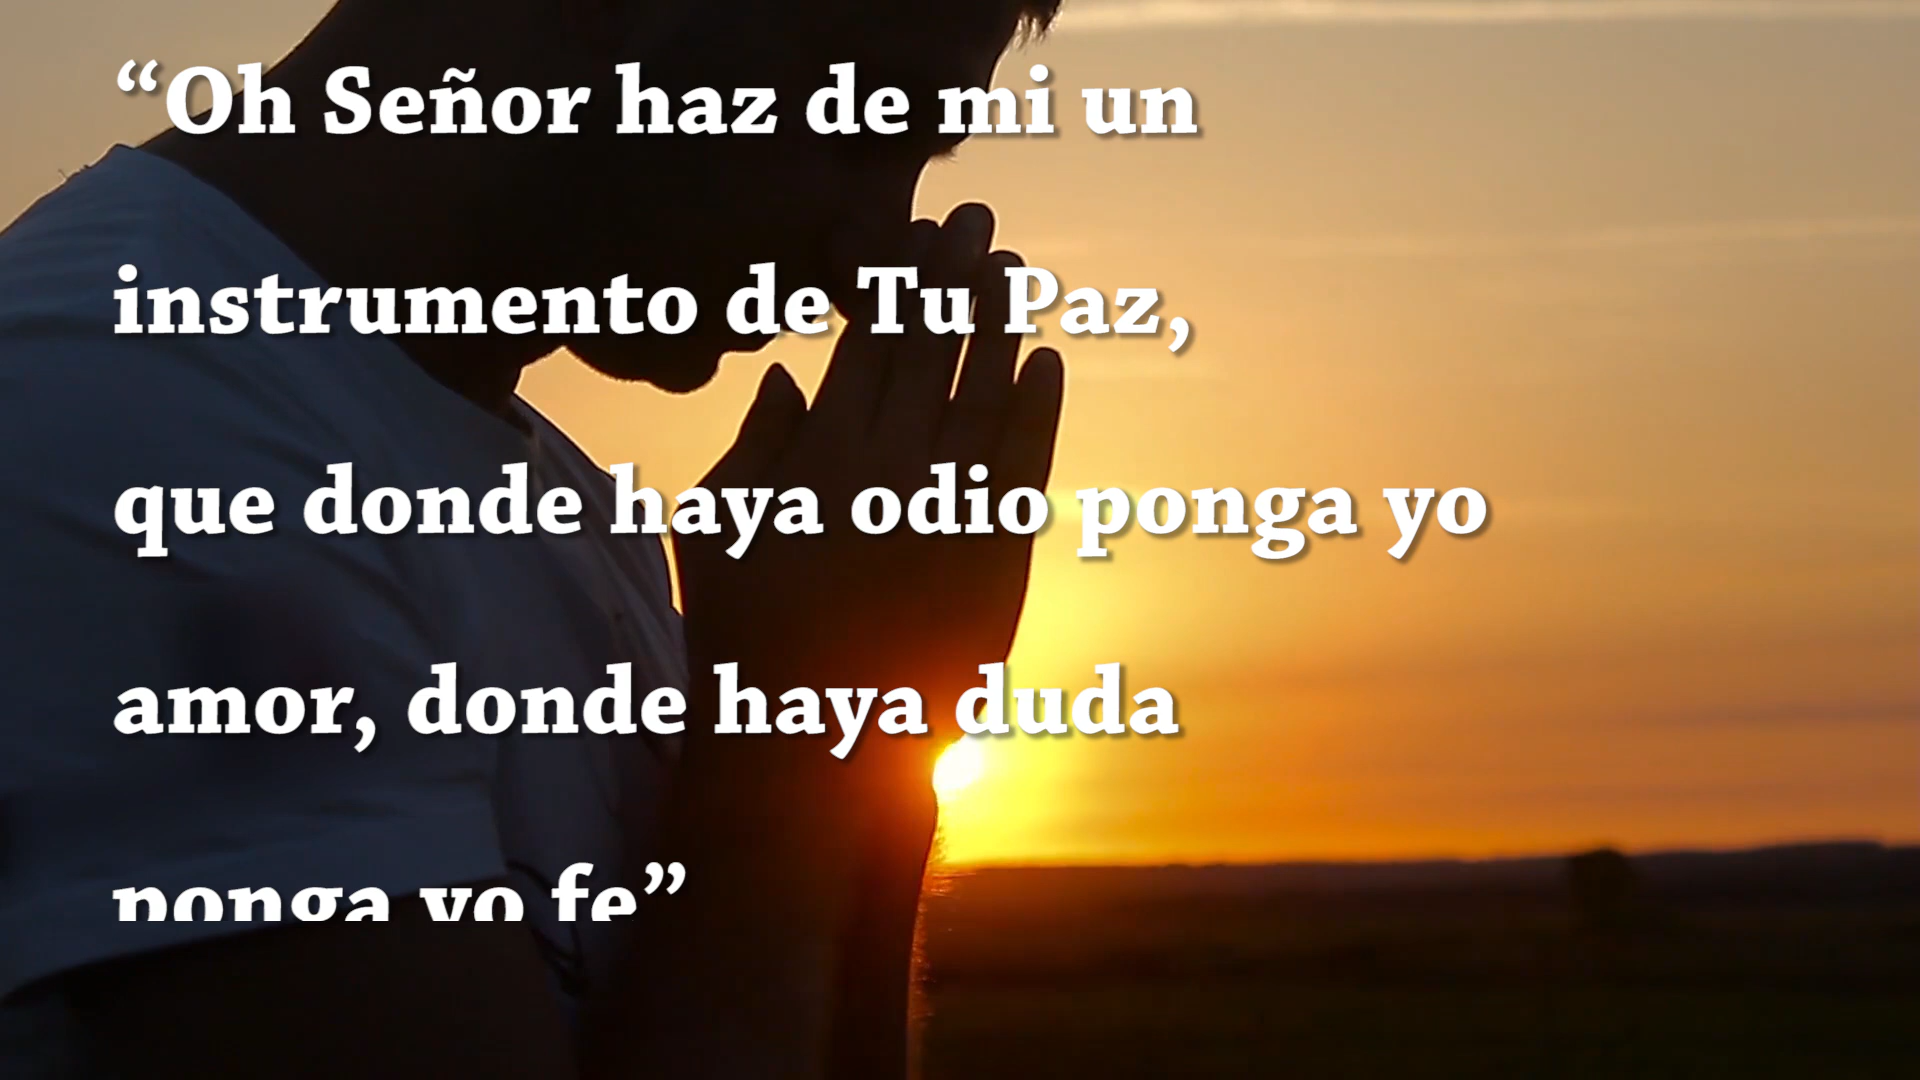 “Oh Señor haz de mi un
instrumento de Tu Paz,
que donde haya odio ponga yo
amor, donde haya duda
ponga yo fe”